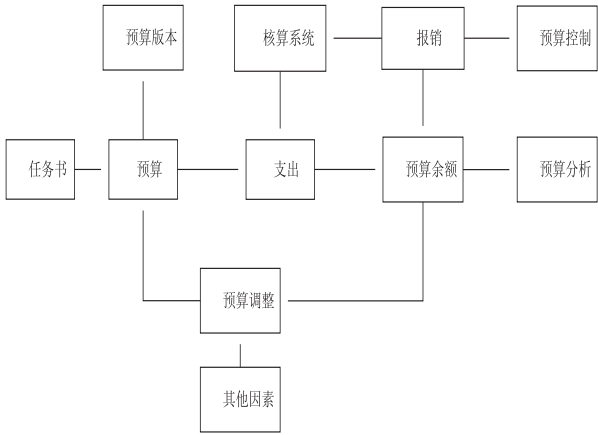 预算版本
核算系统
报销
预算控制
任务书
预算
支出
预算余额
预算分析
预算调整
其他因素